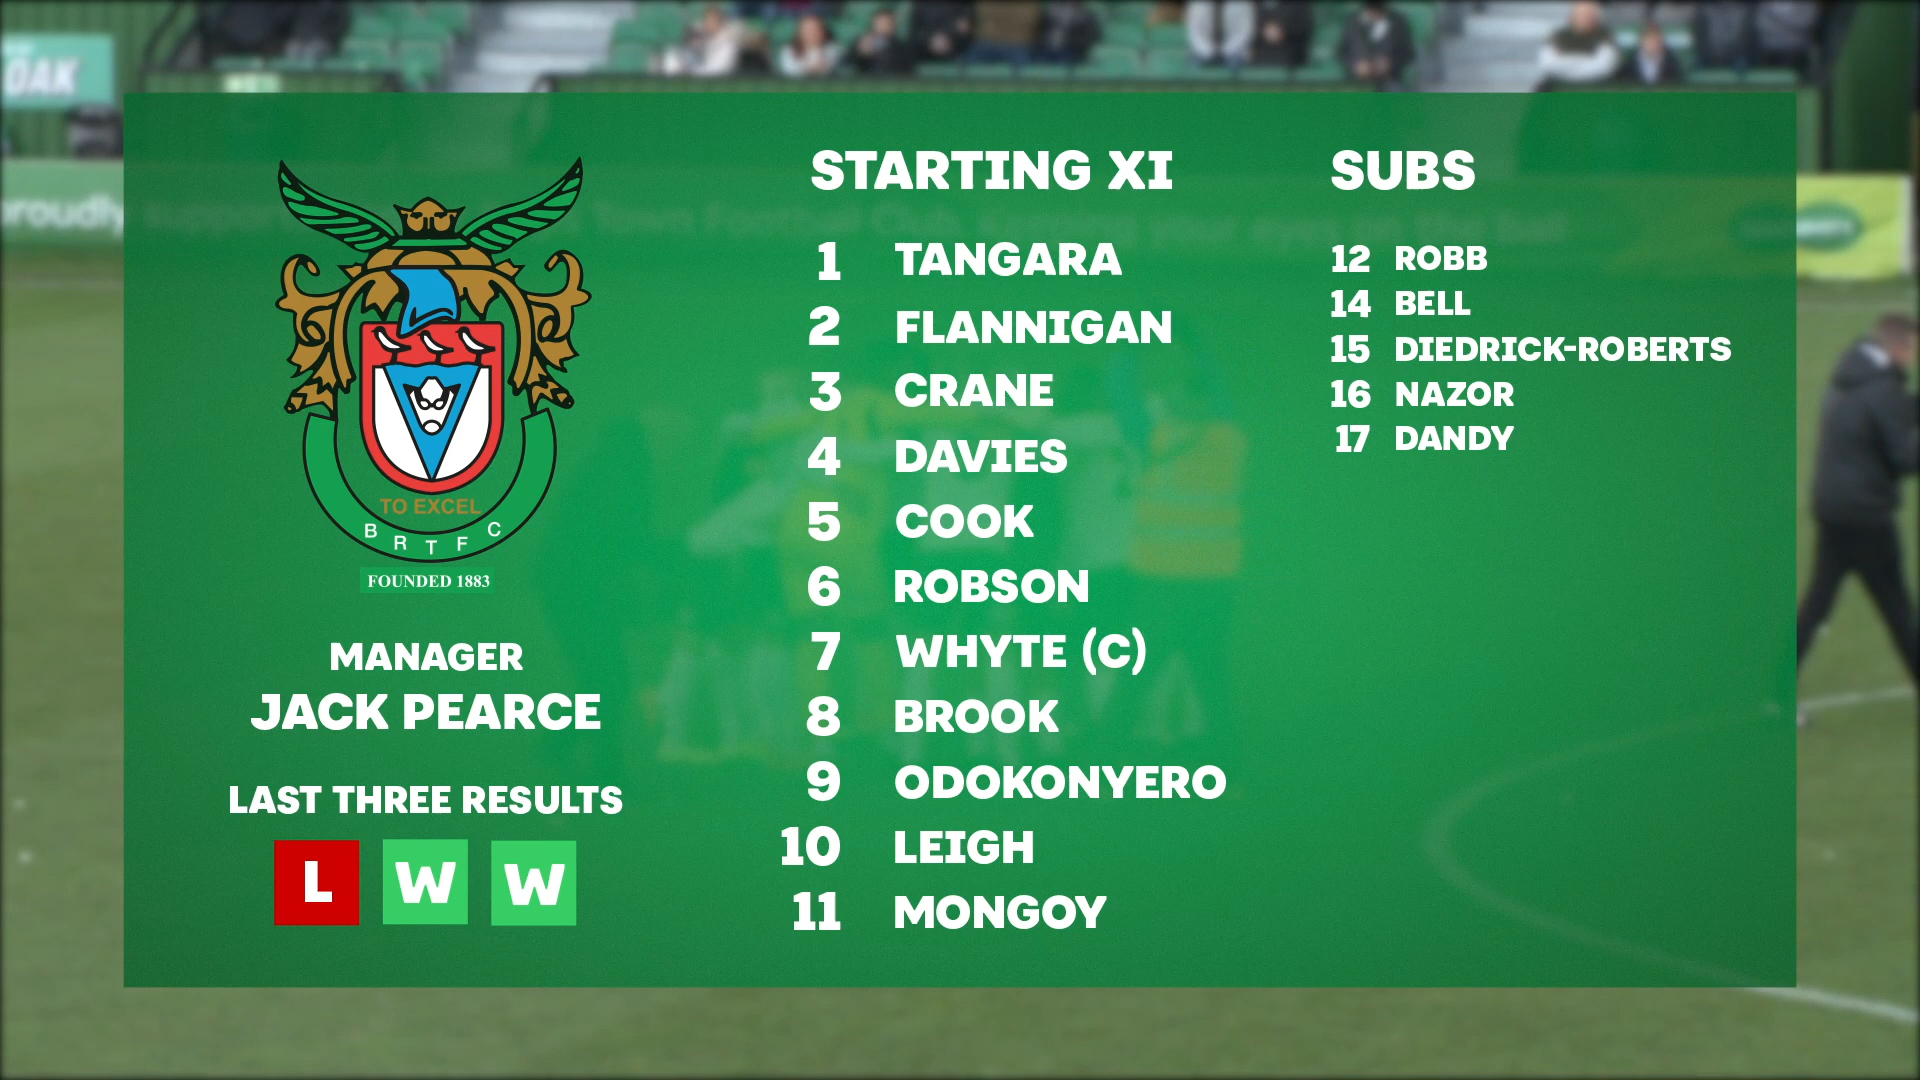 OAK
proudly
TO EXCEL
B R T F C
FOUNDED 1883
MANAGER
JACK PEARCE
LAST THREE RESULTS
L W W
STARTING XI
1 TANGARA
2 FLANNIGAN
3 CRANE
4 DAVIES
5 COOK
6 ROBSON
7 WHYTE (C)
8 BROOK
9 ODOKONYERO
10 LEIGH
11 MONGOY
SUBS
12 ROBB
14 BELL
15 DIEDRICK-ROBERTS
16 NAZOR
17 DANDY